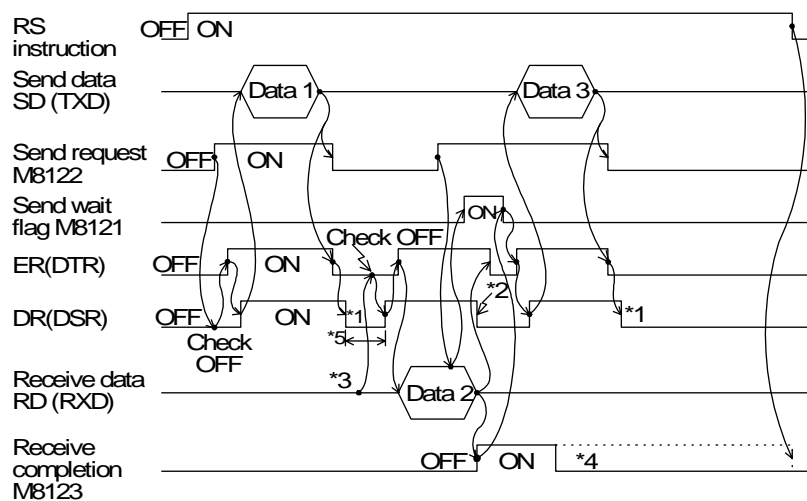 RS
instruction
OFF ON
Send data
SD (TXD)
Data 1
Data 3
Send request
M8122
OFF ON
Send wait
flag M8121
ON
Check OFF
ER(DTR)
OFF ON
*2
DR(DSR)
OFF ON
*1
*1
Check
OFF
*5
*3
Receive data
RD (RXD)
Data 2
Receive
completion
M8123
OFF ON
*4